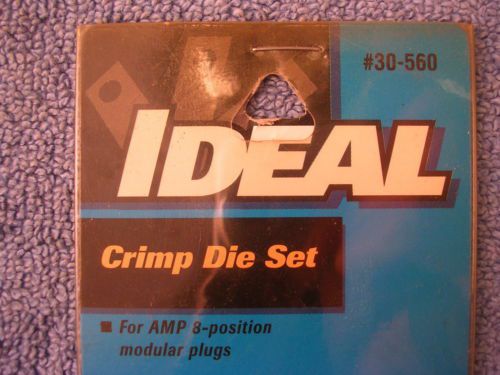 #30-560
IDEAL
Crimp Die Set
■ For AMP 8-position
modular plugs